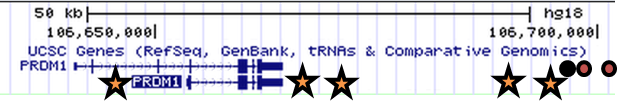 50 kb hg18
106,650,000| 106,700,000|
UCSC Genes (RefSeq, GenBank, tRNAs & Comparative Genomics)
PRDM1
PRDM1